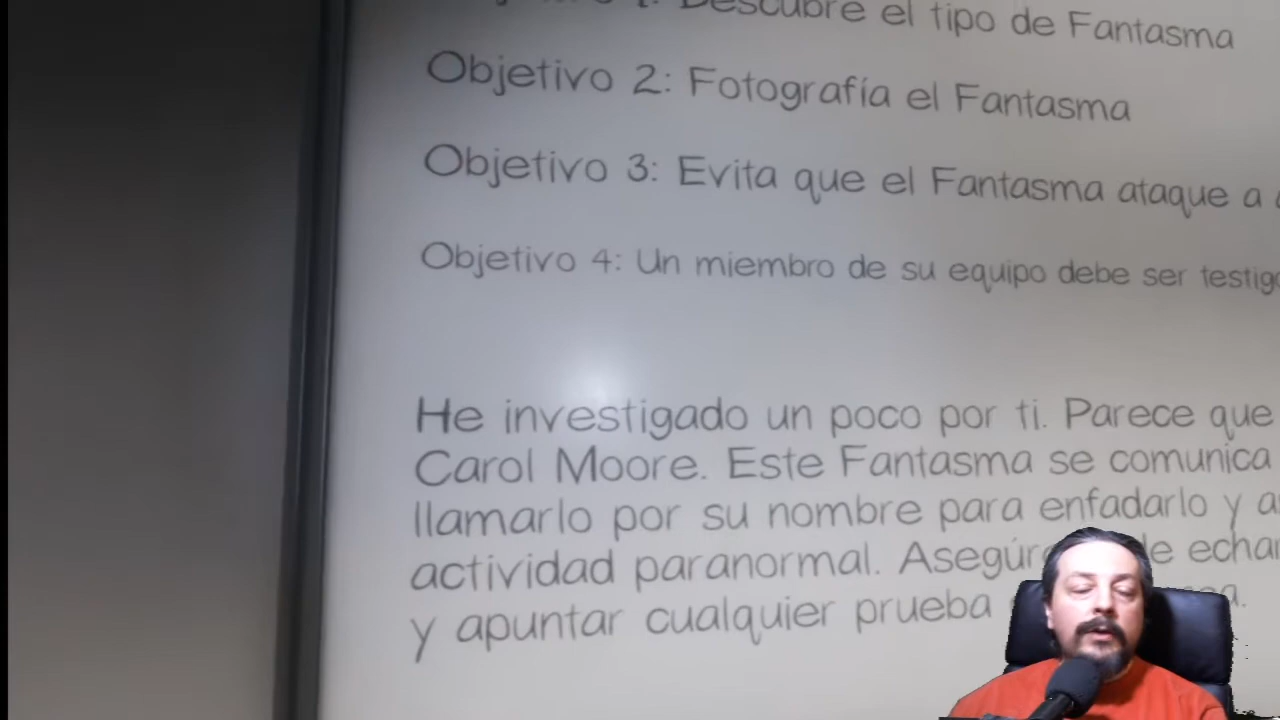 Descubre el tipo de Fantasma
Objetivo 2: Fotografía el Fantasma
Objetivo 3: Evita que el Fantasma ataque a
Objetivo 4: Un miembro de su equipo debe ser
He investigado un poco por ti. Parece que
Carol Moore. Este Fantasma se comunica
llamarlo por su nombre para enfadarlo y
actividad paranormal.
y apuntar cualquier prueba